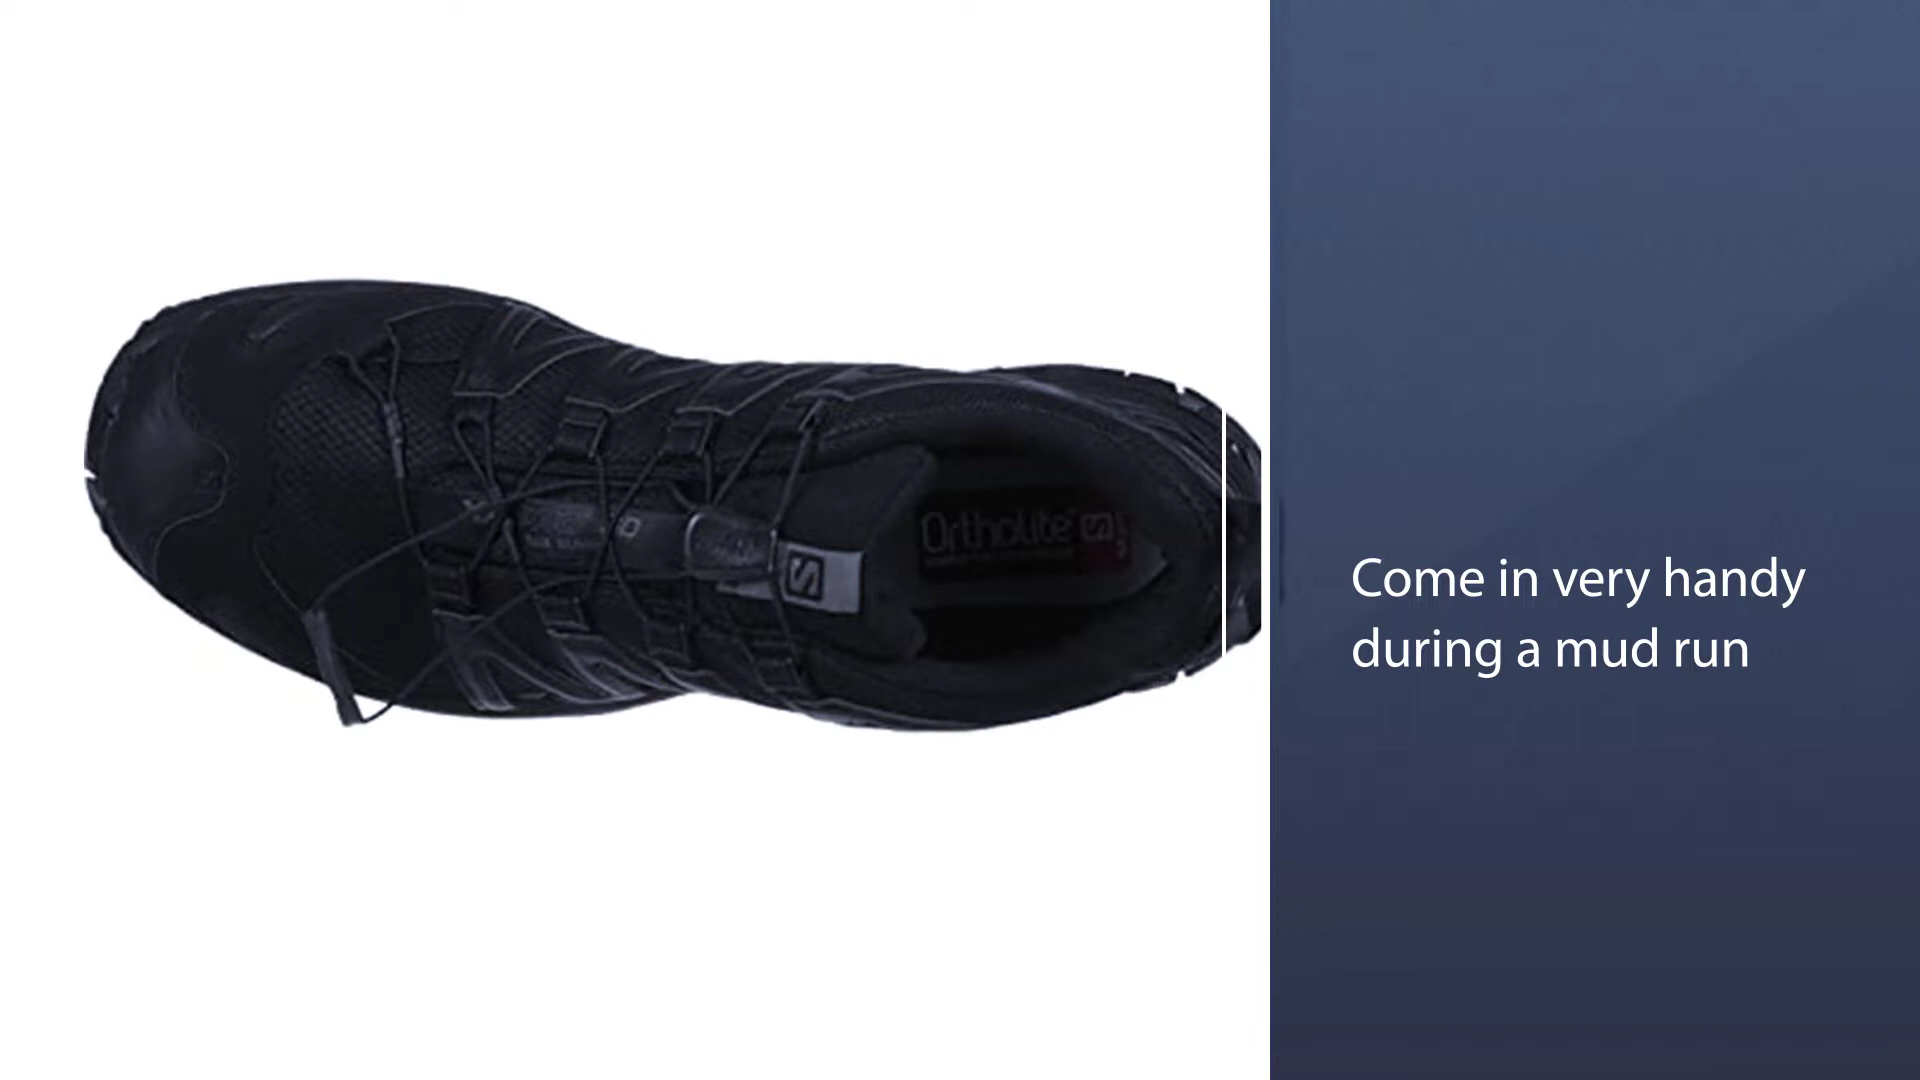 Ortholite
S
S
Come in very handy
during a mud run